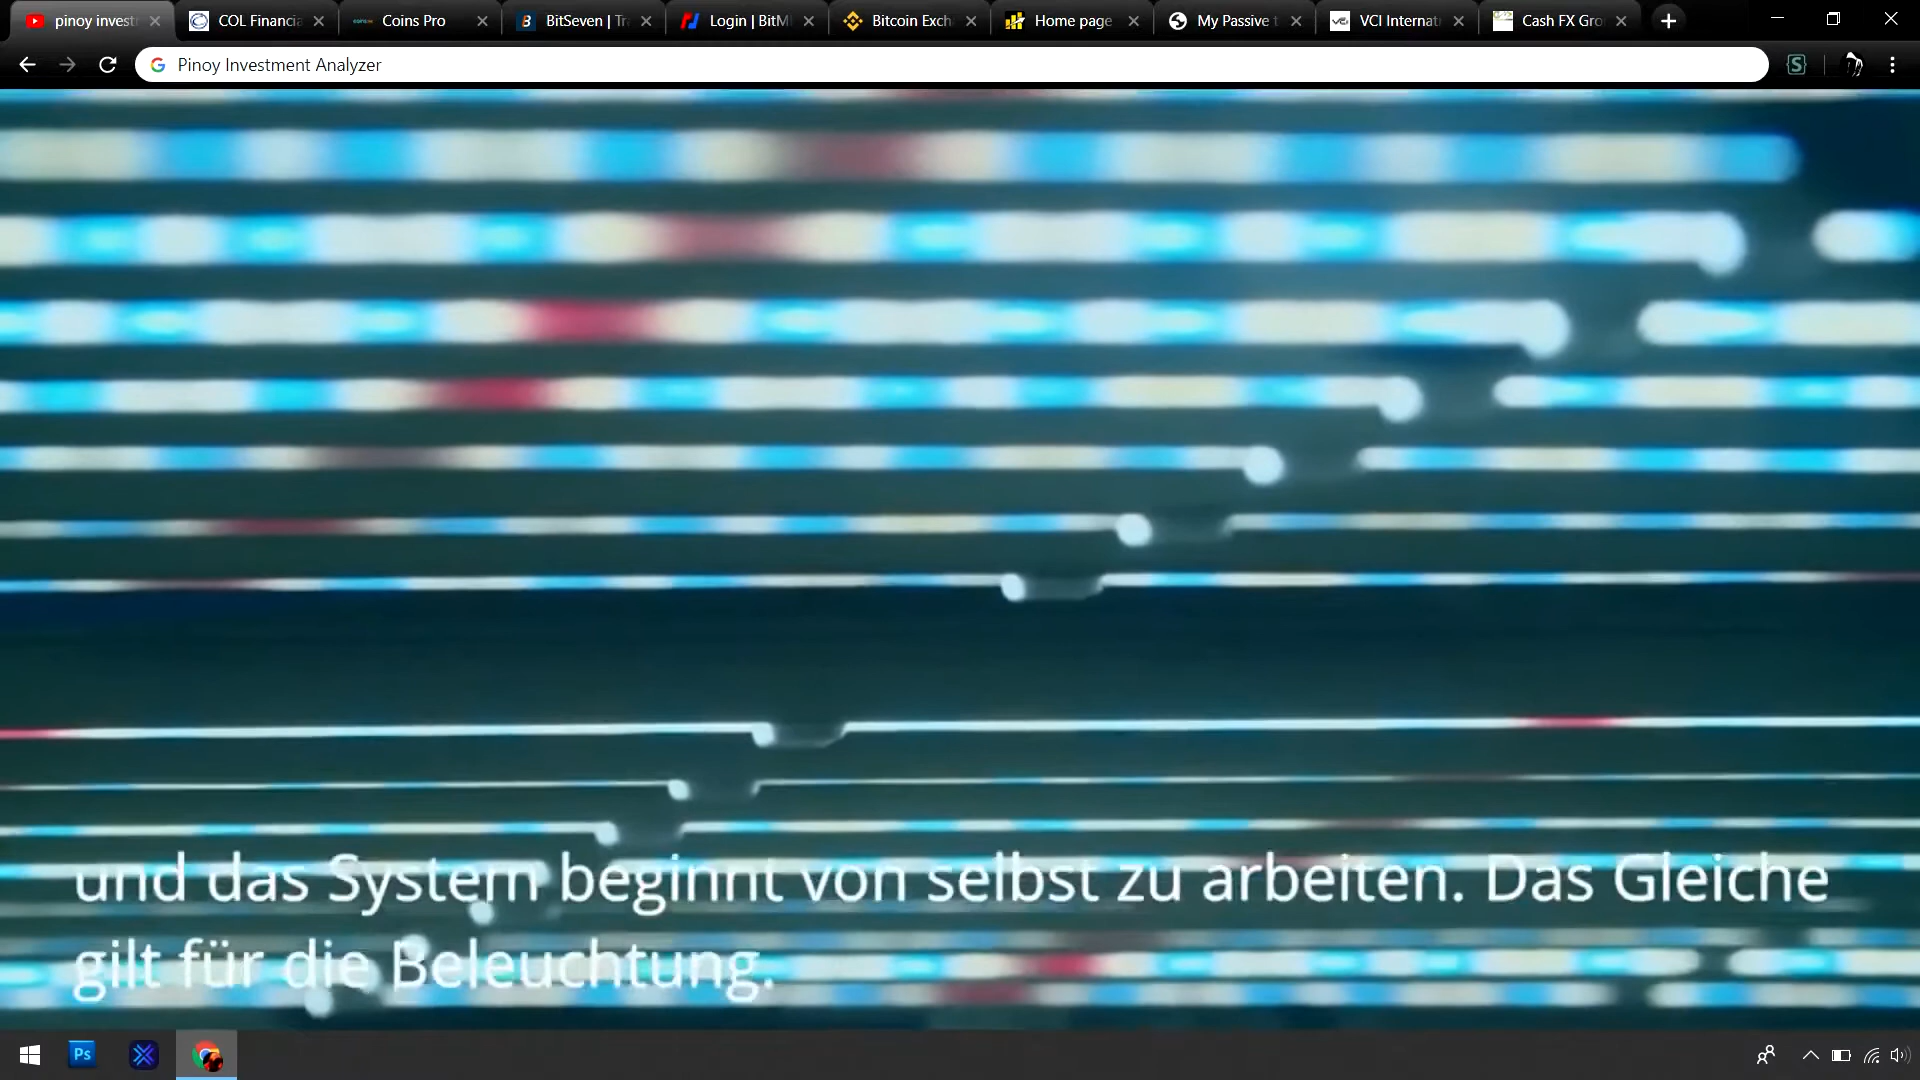 pinoy invest
COL Financia
Coins Pro
BitSeven | Tr
Login | BitM
Bitcoin Exch
Home page
My Passive
VCI Internat
Cash FX Gro
Pinoy Investment Analyzer
und das System beginnt von selbst zu arbeiten. Das Gleiche
gilt für die Beleuchtung.
Ps